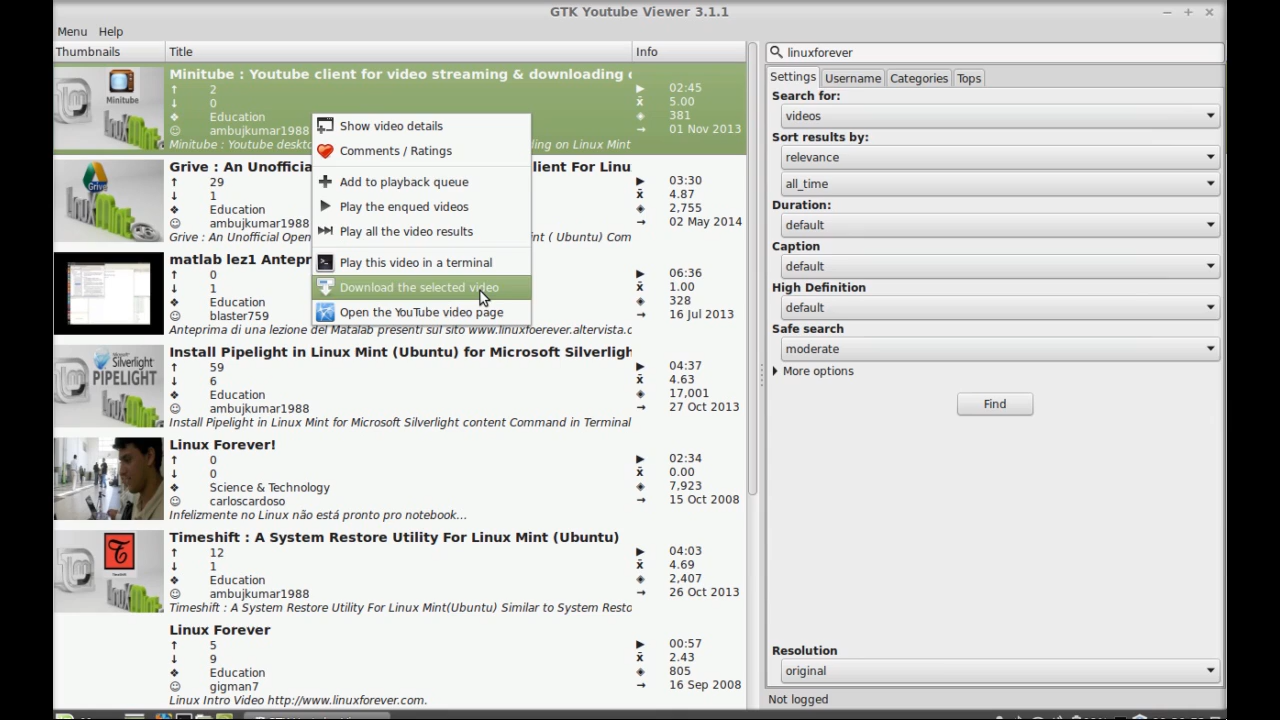 GTK Youtube Viewer 3.1.1
Menu Help
Thumbnails Title Info
Minitube : Youtube client for video streaming & downloading
2 02:45
0 5.00
Education 381
ambujkumar1988 01 Nov 2013
Minitube : Youtube on Linux Mint
Minitube
Show video details
Comments / Ratings
Add to playback queue
Play the enqued videos
Play all the video results
Play this video in a terminal
Download the selected video
Open the YouTube video page
Grive : An Unofficia lient For Linu
29 03:30
1 4.87
Education 2,755
ambujkumar1988 02 May 2014
Grive : An Unofficial Open nt ( Ubuntu) Com
Grive
matlab lez1 Antepr
0 06:36
1 1.00
Education 328
blaster759 16 Jul 2013
Anteprima di una lezione del Matalab presenti sul sito www.linuxfoerever.altervista.c
Install Pipelight in Linux Mint (Ubuntu) for Microsoft Silverligh
59 04:37
6 4.63
Education 17,001
ambujkumar1988 27 Oct 2013
Install Pipelight in Linux Mint for Microsoft Silverlight content Command in Terminal
Silverlight
PIPELIGHT
Linux Forever!
0 02:34
0 0.00
Science & Technology 7,923
carloscardoso 15 Oct 2008
Infelizmente no Linux não está pronto pro notebook...
Timeshift : A System Restore Utility For Linux Mint (Ubuntu)
12 04:03
1 4.69
Education 2,407
ambujkumar1988 26 Oct 2013
Timeshift : A System Restore Utility For Linux Mint(Ubuntu) Similar to System Resto
Linux Forever
5 00:57
9 2.43
Education 805
gigman7 16 Sep 2008
Linux Intro Video http://www.linuxforever.com.
linuxforever
Settings Username Categories Tops
Search for:
videos
Sort results by:
relevance
all_time
Duration:
default
Caption
default
High Definition
default
Safe search
moderate
More options
Find
Resolution
original
Not logged